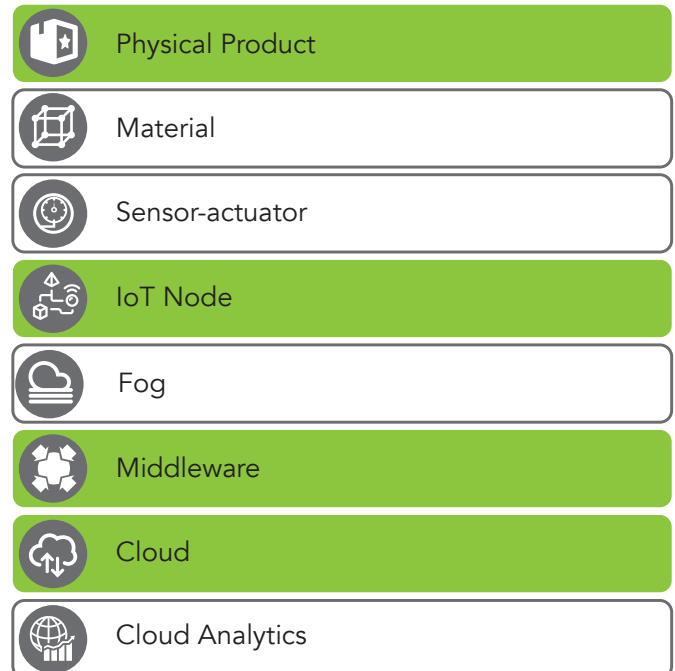 Physical Product
Material
Sensor-actuator
IoT Node
Fog
Middleware
Cloud
Cloud Analytics